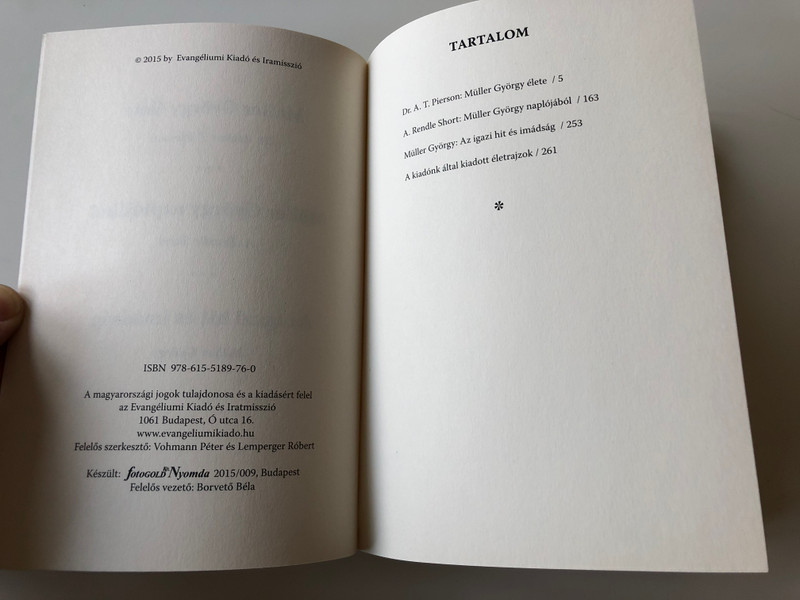 © 2015 by Evangéliumi Kiadó és Iramisszió
ISBN 978-615-5189-76-0
A magyarországi jogok tulajdonosa és a kiadásért felel
az Evangéliumi Kiadó és Iratmisszió
1061 Budapest, Ó utca 16.
www.evangeliumikiado.hu
Felelős szerkesztő: Vohmann Péter és Lemperger Róbert
Készült: fotoGOLD Nyomda 2015/009, Budapest
Felelős vezető: Borvető Béla
TARTALOM
Dr. A. T. Pierson: Müller György élete / 5
A. Rendle Short: Müller György naplójából / 163
Müller György: Az igazi hit és imádság / 253
A kiadónk által kiadott életrajzok / 261